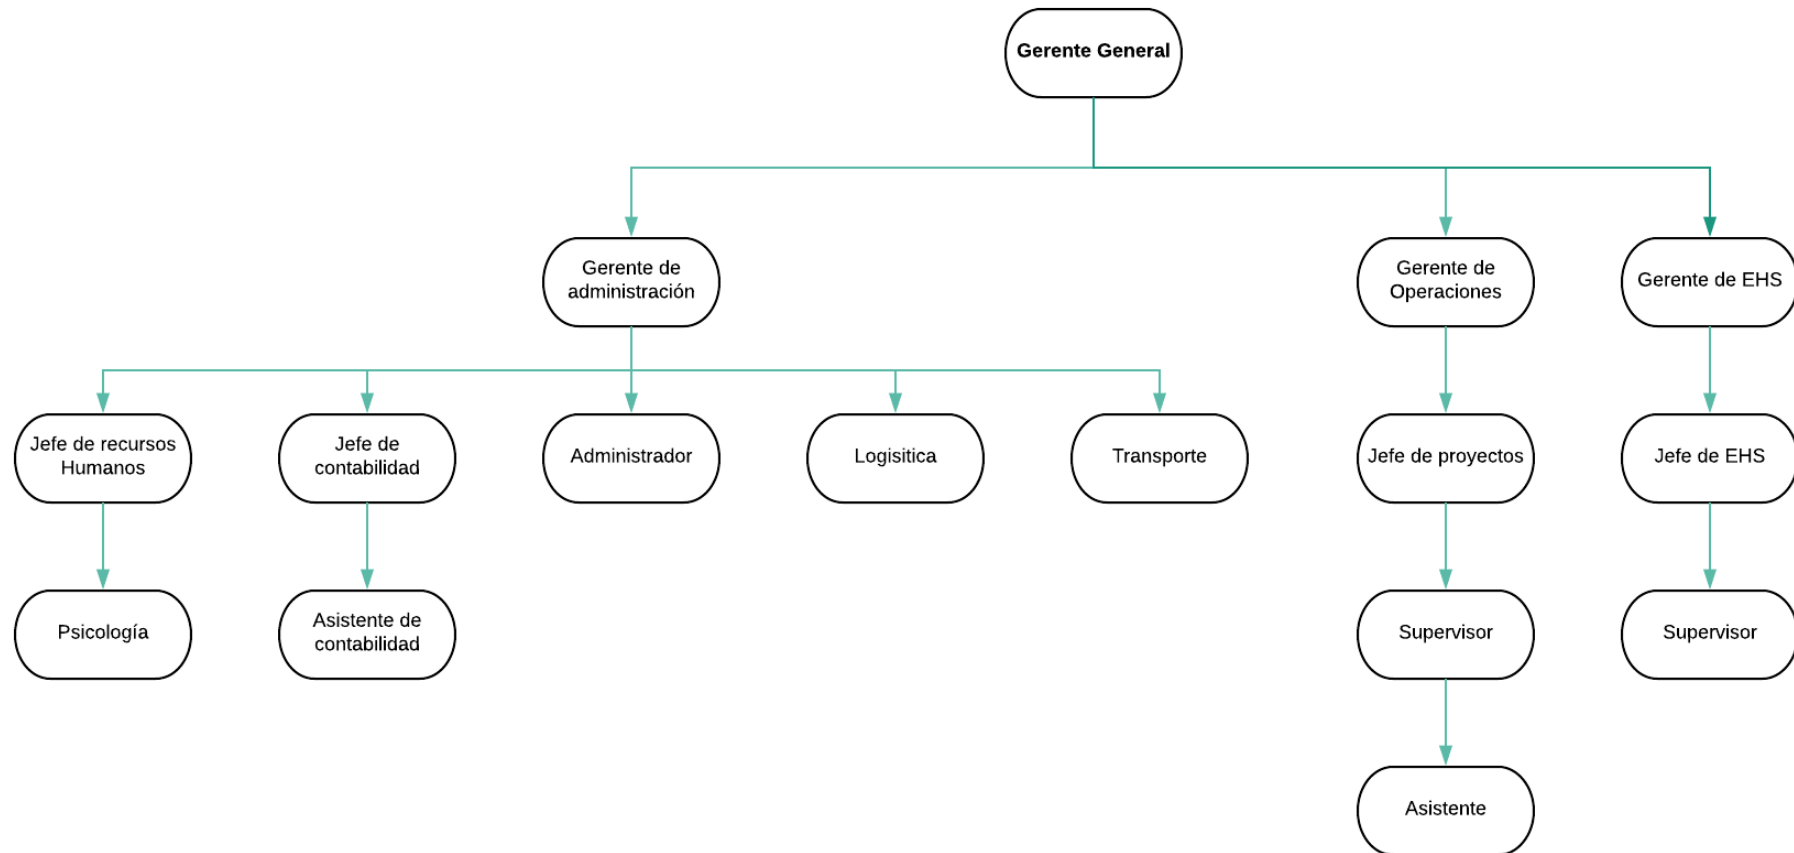 Gerente General
Gerente de
administración
Gerente de
Operaciones
Gerente de EHS
Jefe de recursos
Humanos
Jefe de
contabilidad
Administrador
Logisitica
Transporte
Jefe de proyectos
Jefe de EHS
Psicología
Asistente de
contabilidad
Supervisor
Supervisor
Asistente